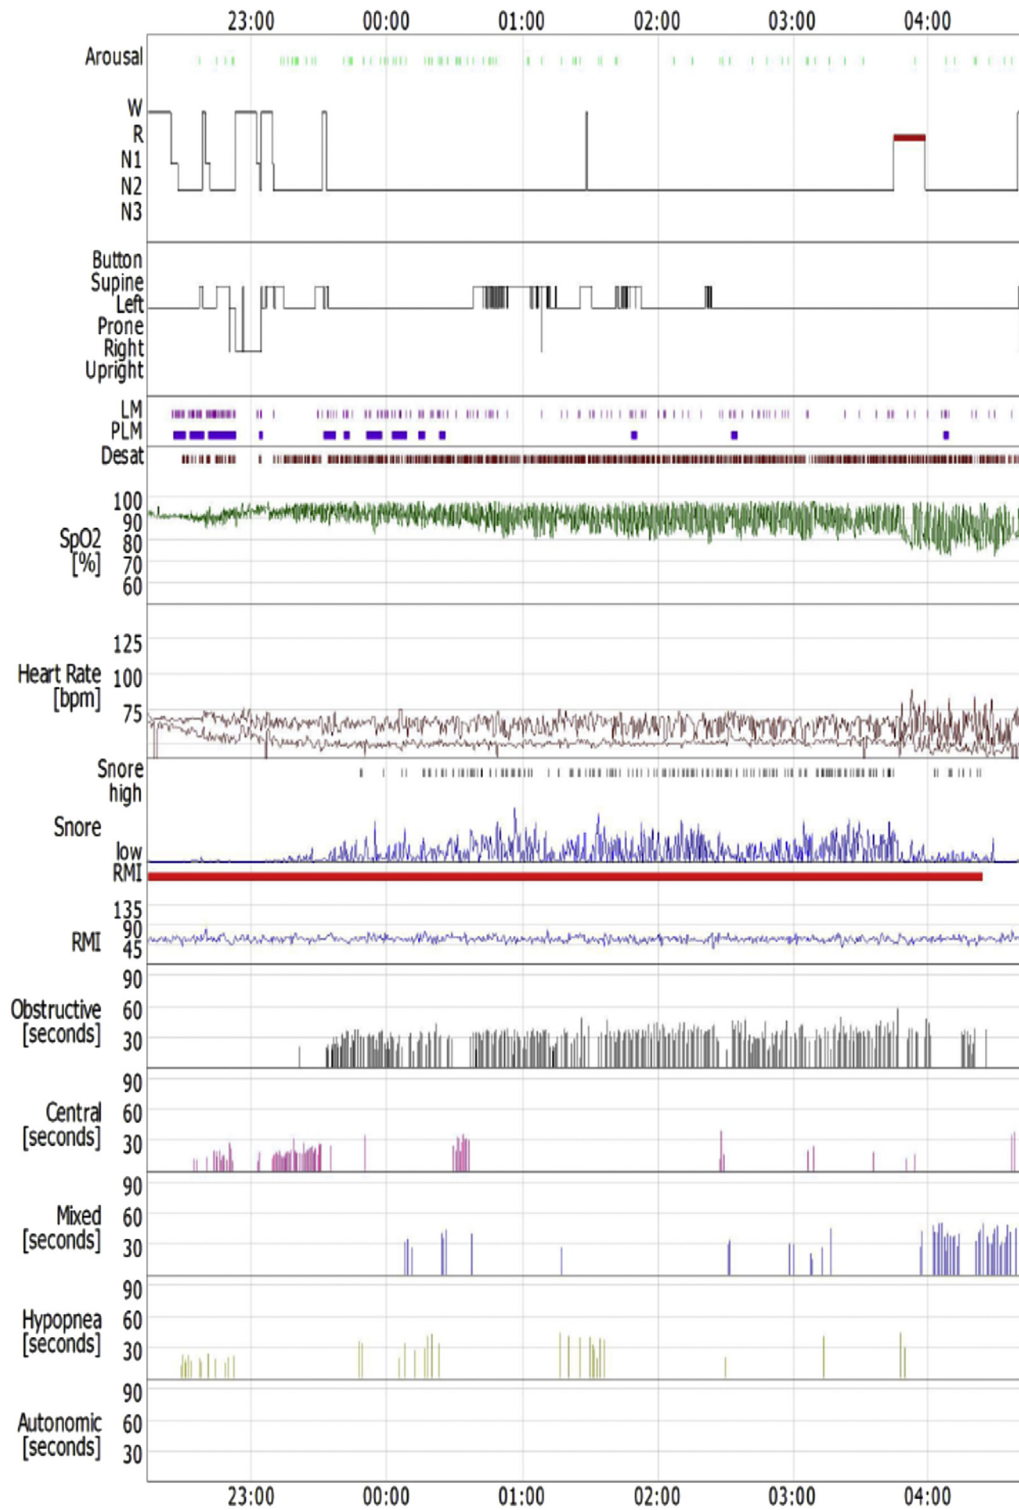 23:00 00:00 01:00 02:00 03:00 04:00
Arousal
W
R
N1
N2
N3
Button
Supine
Left
Prone
Right
Upright
LM
PLM
Desat
100
90
SpO2 80
[%] 70
60
125
Heart Rate 100
[bpm] 75
Snore
high
Snore
low
RMI
135
90
RMI 45
90
Obstructive 60
[seconds] 30
90
Central 60
[seconds] 30
90
Mixed 60
[seconds] 30
90
Hypopnea 60
[seconds] 30
90
Autonomic 60
[seconds] 30
23:00 00:00 01:00 02:00 03:00 04:00